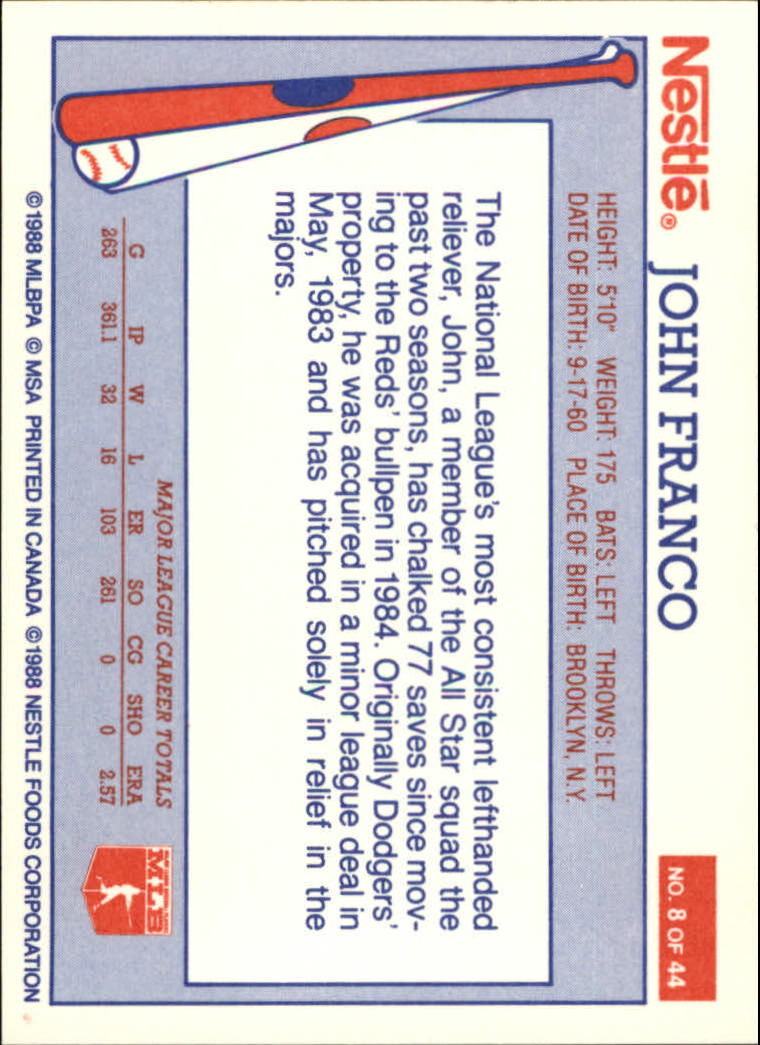 Nestlé®
JOHN FRANCO
NO. 8 OF 44
HEIGHT: 5'10" WEIGHT: 175 BATS: LEFT THROWS: LEFT
DATE OF BIRTH: 9-17-60 PLACE OF BIRTH: BROOKLYN, N.Y.
The National League's most consistent lefthanded
reliever, John, a member of the All Star squad the
past two seasons, has chalked 77 saves since mov-
ing to the Reds' bullpen in 1984. Originally Dodgers'
property, he was acquired in a minor league deal in
May, 1983 and has pitched solely in relief in the
majors.
MAJOR LEAGUE CAREER TOTALS
G IP W L ER SO CG SHO ERA
263 361.1 32 16 103 261 0 0 2.57
MLB
©1988 MLBPA © MSA PRINTED IN CANADA ©1988 NESTLE FOODS CORPORATION